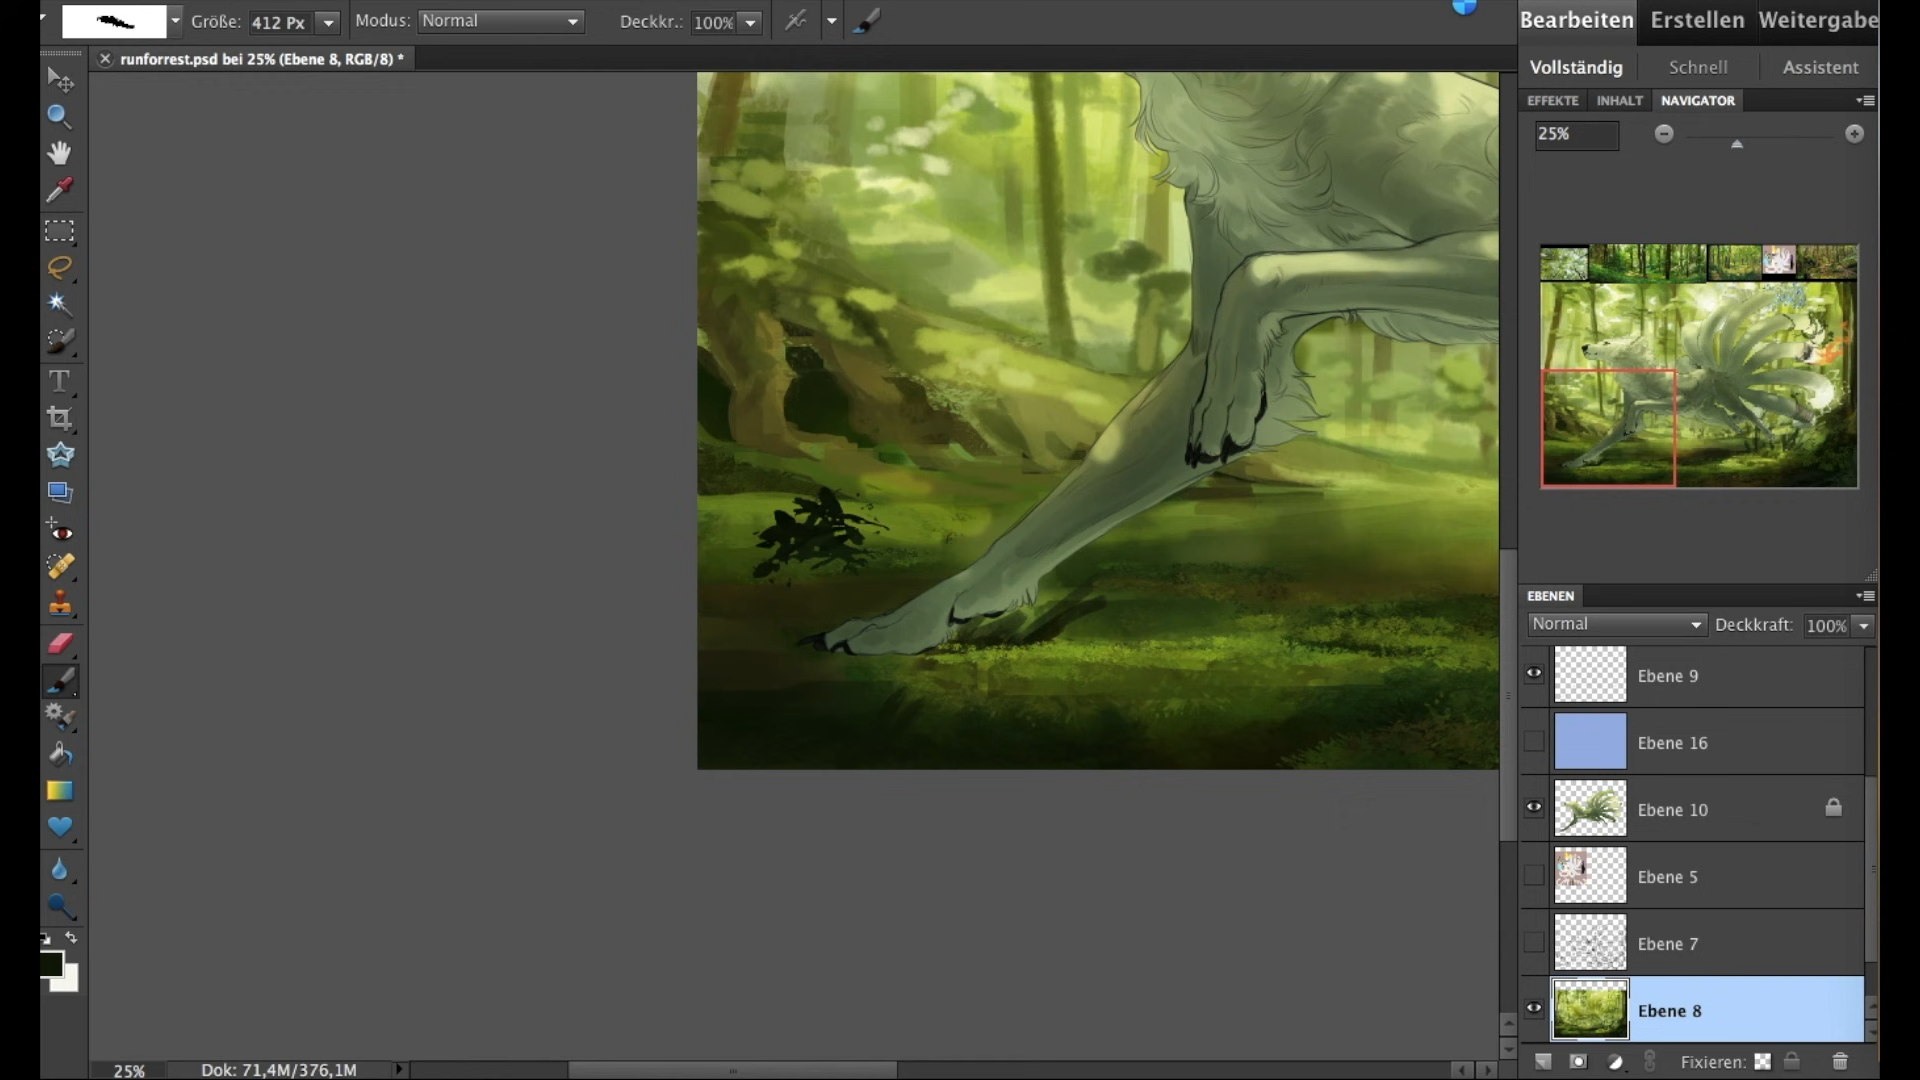 Größe: 412 Px Modus: Normal Deckkr.: 100%
Bearbeiten Erstellen Weitergabe
runforrest.psd bei 25% (Ebene 8, RGB/8) *
Vollständig Schnell Assistent
EFFEKTE INHALT NAVIGATOR
25%
EBENEN
Normal Deckkraft: 100%
Ebene 9
Ebene 16
Ebene 10
Ebene 5
Ebene 7
Ebene 8
Fixieren:
25% Dok: 71,4M/376,1M